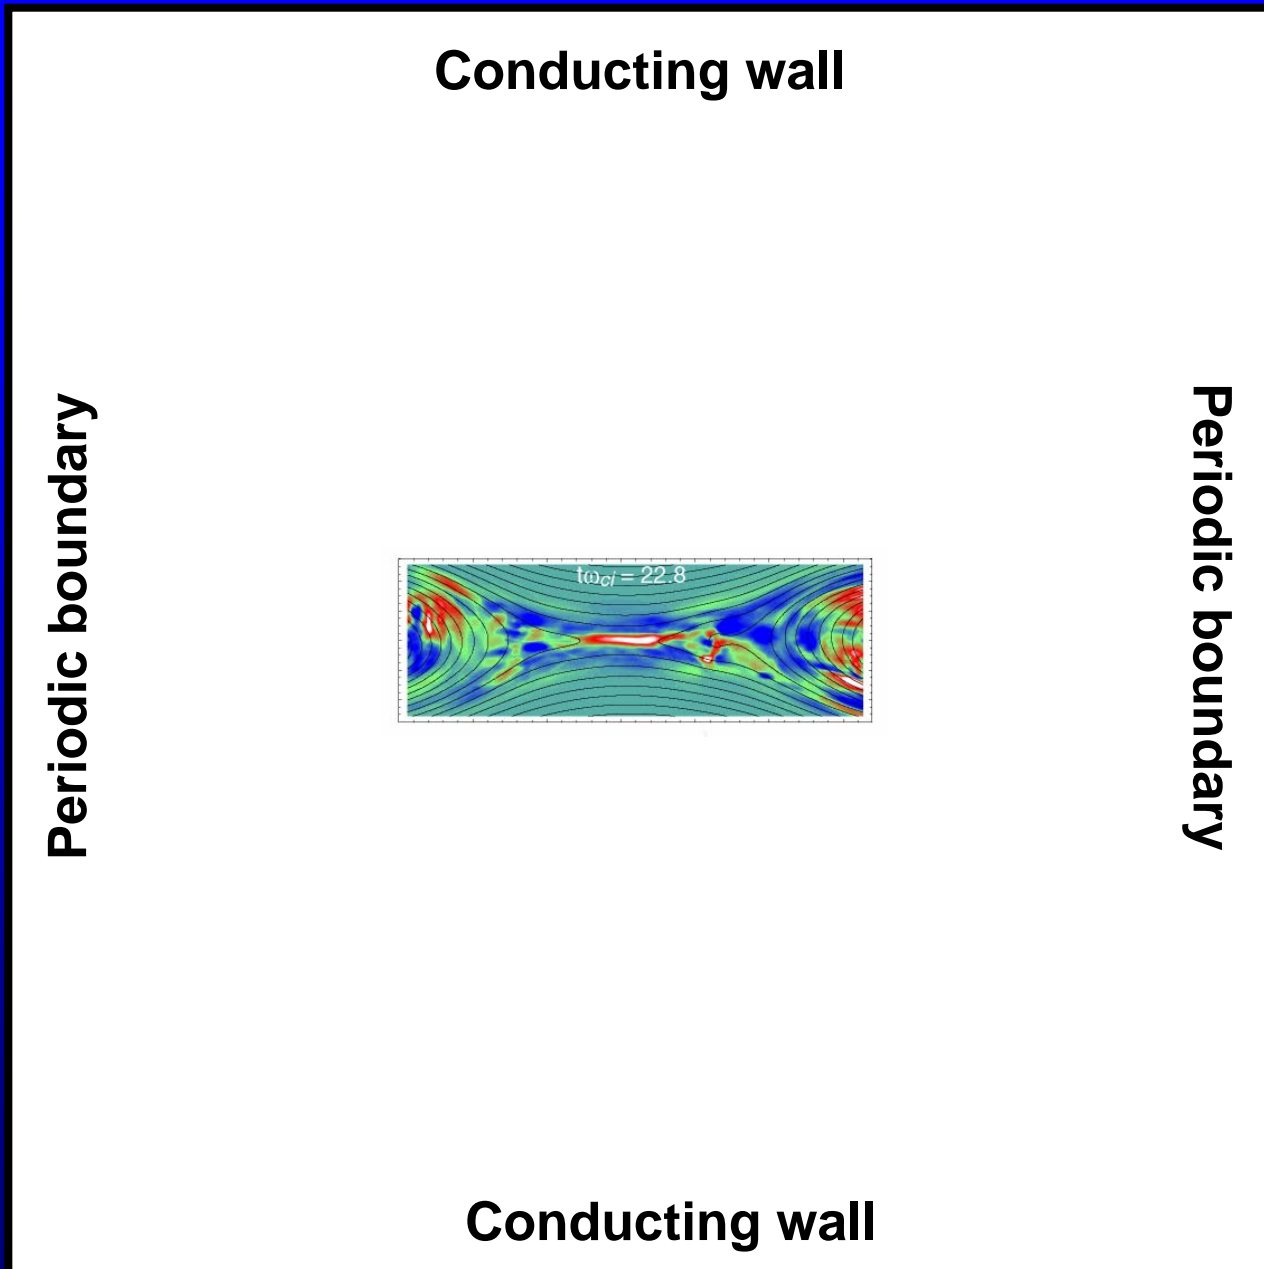 Conducting wall
Periodic boundary
Periodic boundary
tω_ci = 22.8
Conducting wall